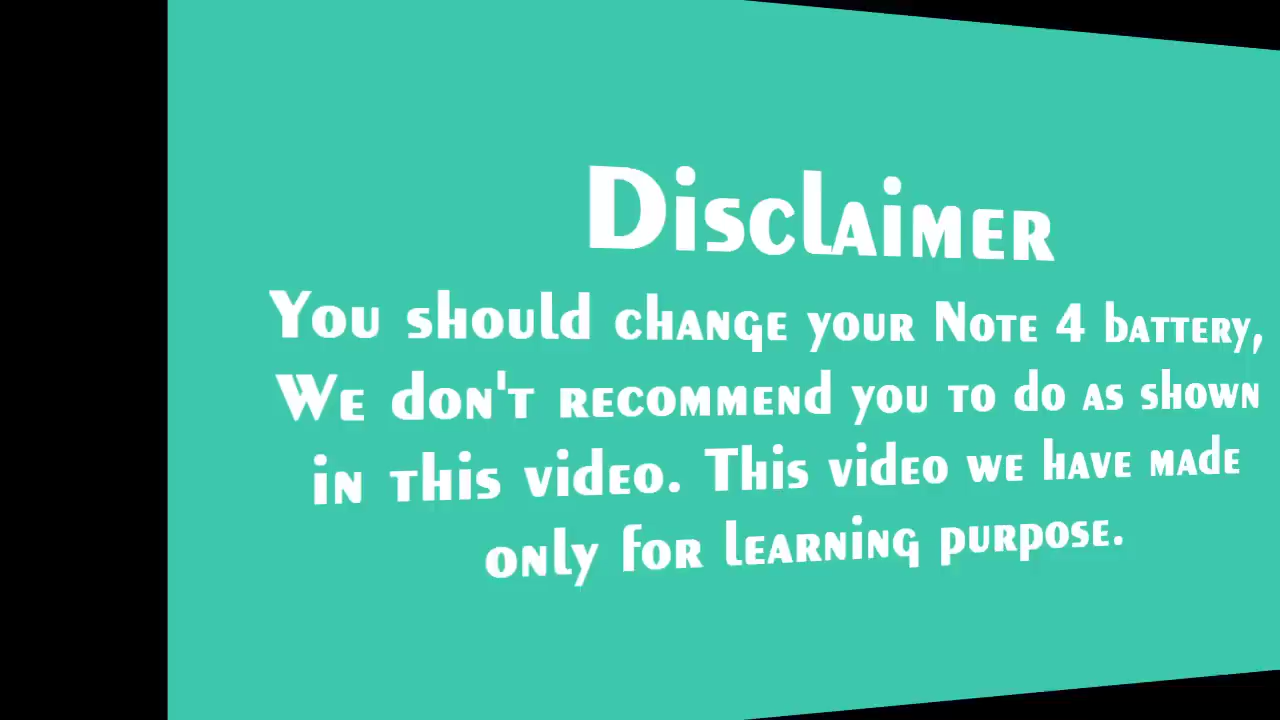 Disclaimer
You should change your Note 4 battery,
We don't recommend you to do as shown
in this video. This video we have made
only for learning purpose.